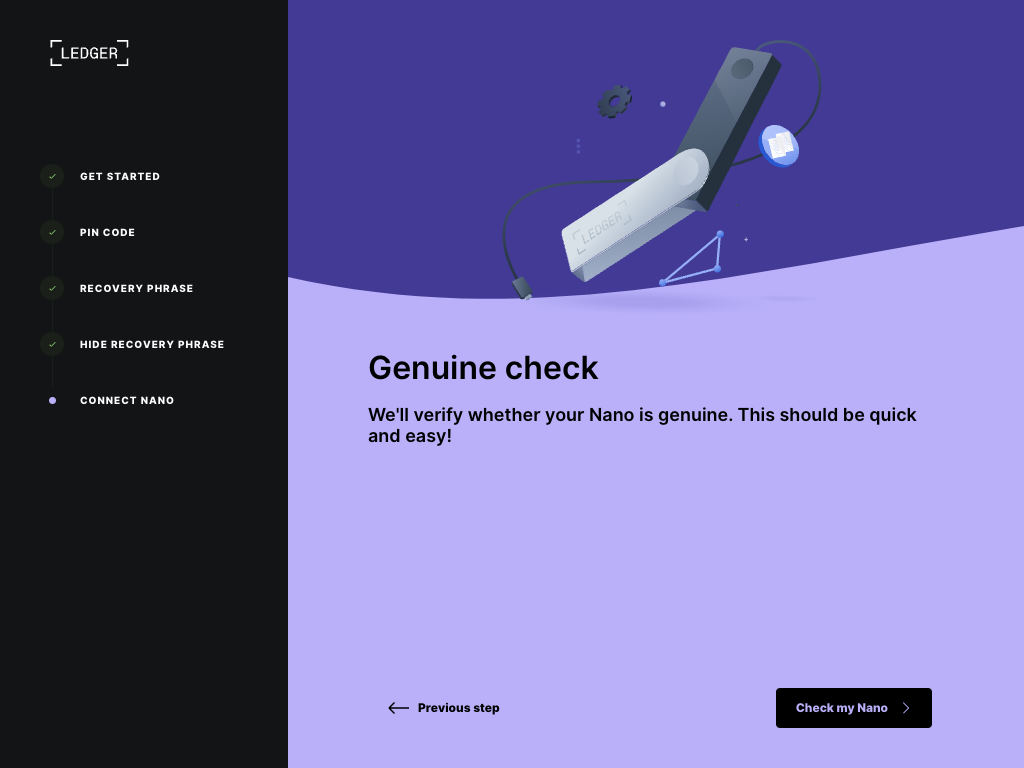 LEDGER
GET STARTED
PIN CODE
RECOVERY PHRASE
HIDE RECOVERY PHRASE
CONNECT NANO
LEDGER
Genuine check
We'll verify whether your Nano is genuine. This should be quick
and easy!
Previous step
Check my Nano